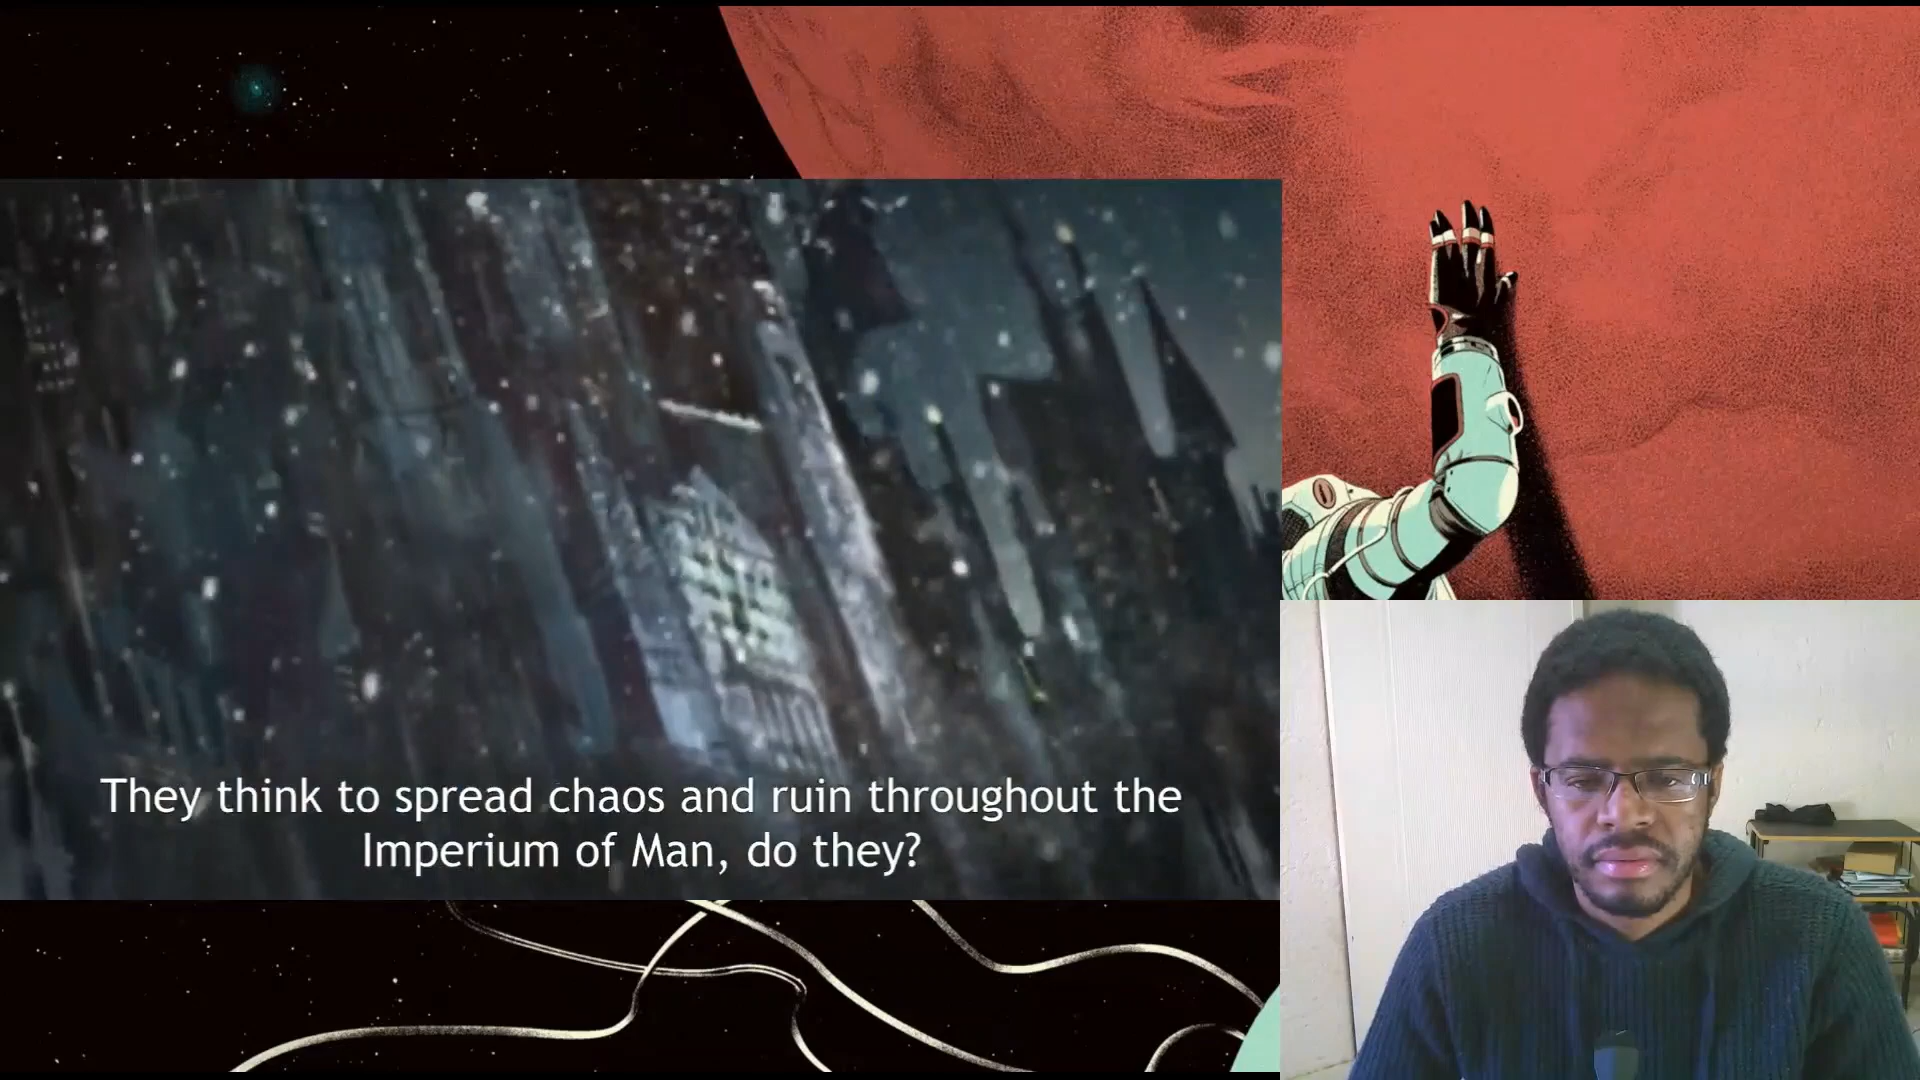 They think to spread chaos and ruin throughout the
Imperium of Man, do they?